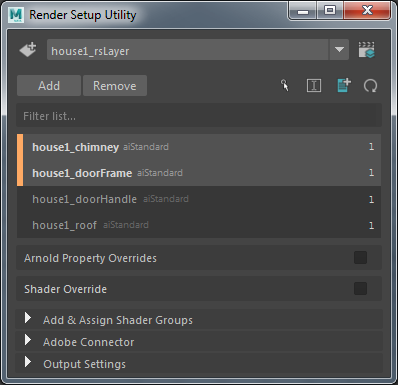 Render Setup Utility
house1_rsLayer
Add Remove
Filter list...
house1_chimney aiStandard 1
house1_doorFrame aiStandard 1
house1_doorHandle aiStandard 1
house1_roof aiStandard 1
Arnold Property Overrides
Shader Override
Add & Assign Shader Groups
Adobe Connector
Output Settings